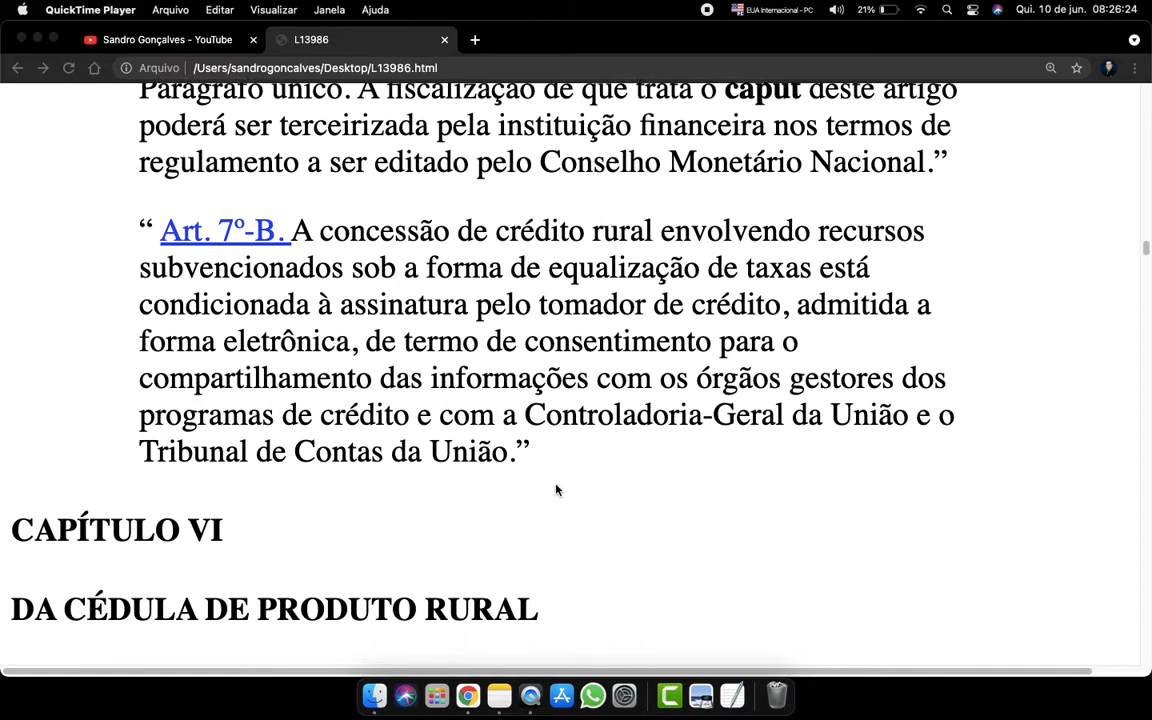 QuickTime Player Arquivo Editar Visualizar Janela Ajuda EUA Internacional - PC 21% Qui. 10 de jun. 08:26:24
Sandro Gonçalves - YouTube L13986
Arquivo /Users/sandrogoncalves/Desktop/L13986.html
Parágrafo único. A fiscalização de que trata o caput deste artigo
poderá ser terceirizada pela instituição financeira nos termos de
regulamento a ser editado pelo Conselho Monetário Nacional.”
“ Art. 7º-B. A concessão de crédito rural envolvendo recursos
subvencionados sob a forma de equalização de taxas está
condicionada à assinatura pelo tomador de crédito, admitida a
forma eletrônica, de termo de consentimento para o
compartilhamento das informações com os órgãos gestores dos
programas de crédito e com a Controladoria-Geral da União e o
Tribunal de Contas da União.”
CAPÍTULO VI
DA CÉDULA DE PRODUTO RURAL